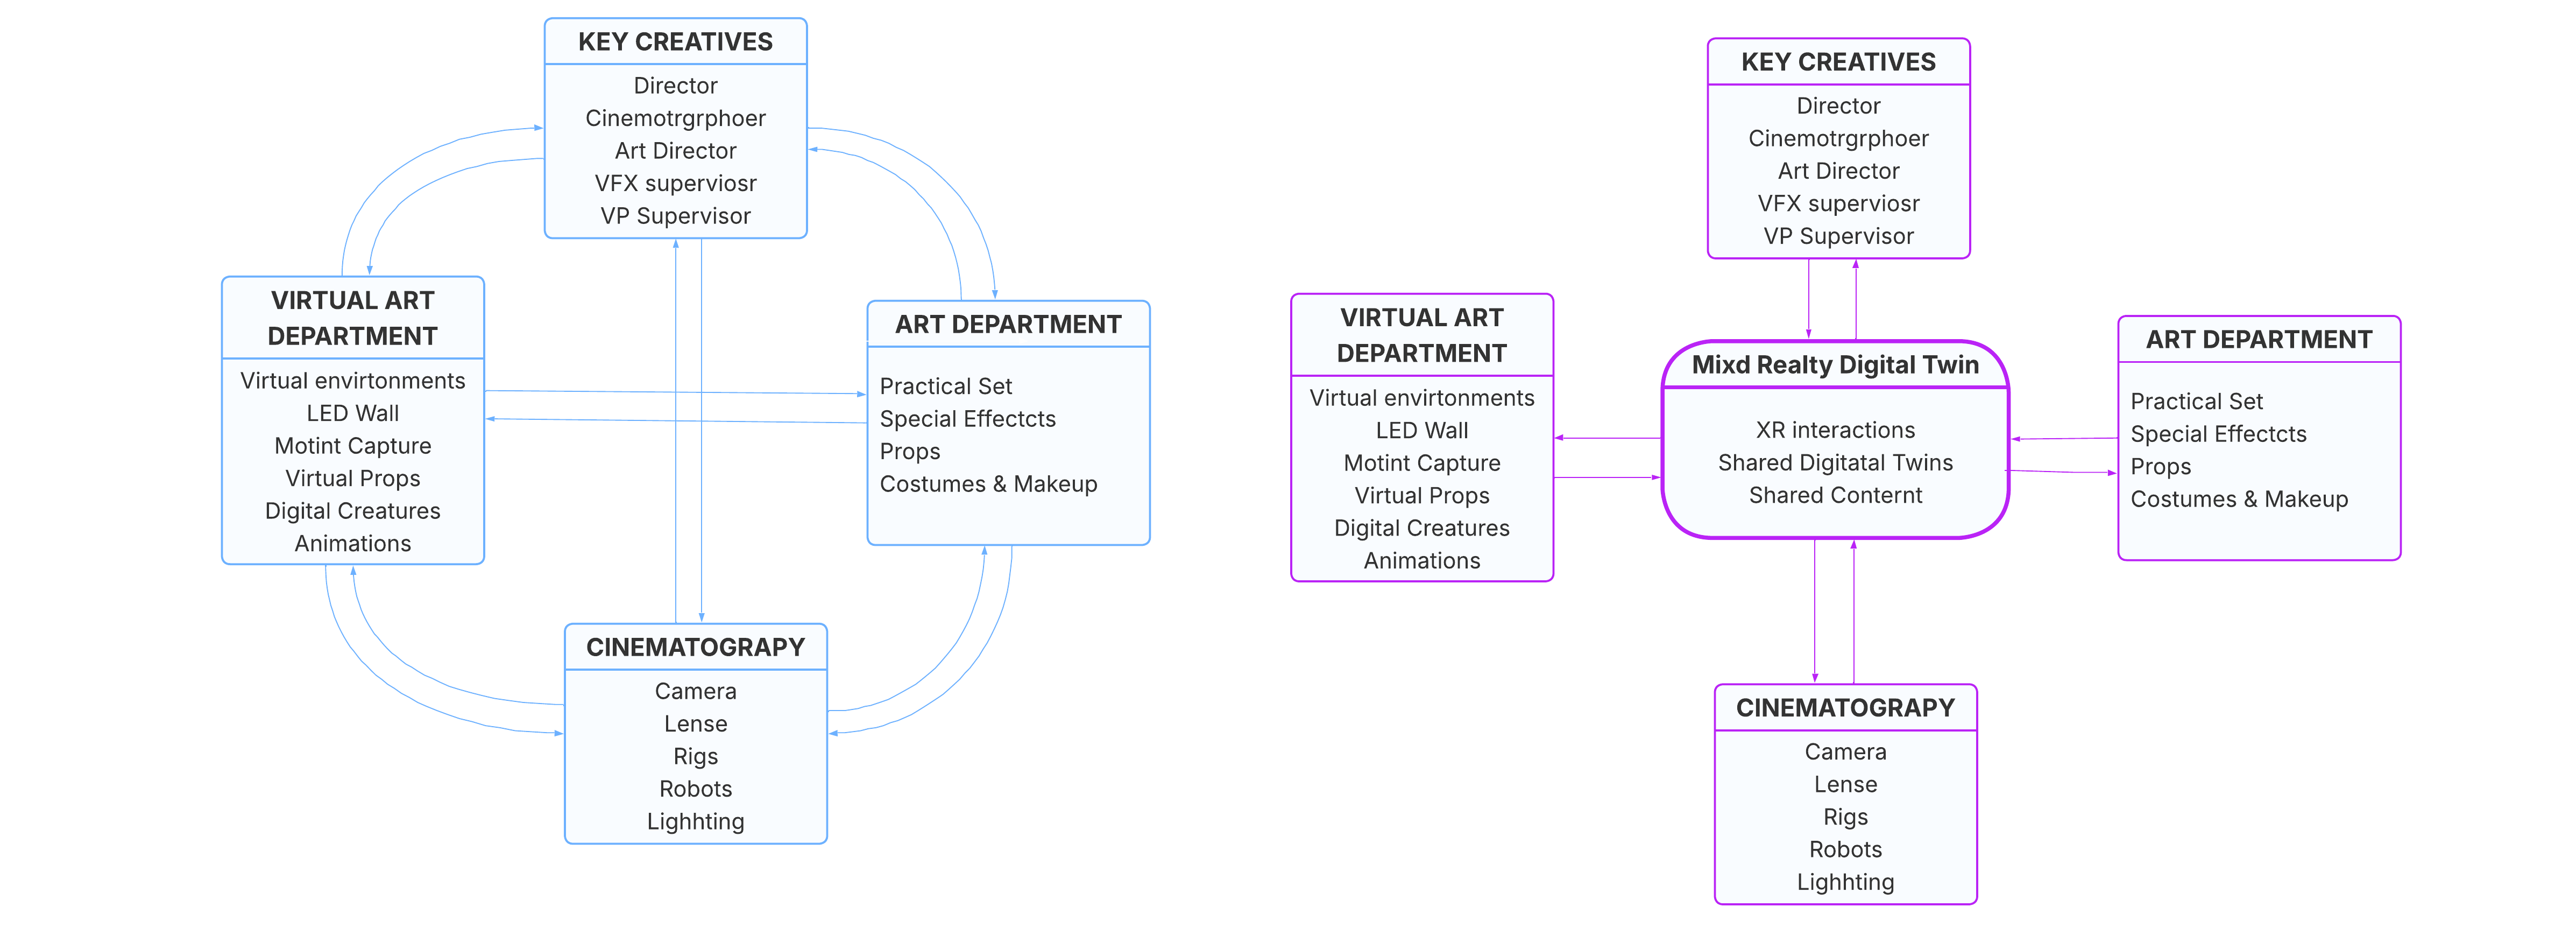 KEY CREATIVES
Director
Cinemotrgrphoer
Art Director
VFX superviosr
VP Supervisor
VIRTUAL ART
DEPARTMENT
Virtual envirtonments
LED Wall
Motint Capture
Virtual Props
Digital Creatures
Animations
ART DEPARTMENT
Practical Set
Special Effectcts
Props
Costumes & Makeup
CINEMATOGRAPY
Camera
Lense
Rigs
Robots
Lighhting
KEY CREATIVES
Director
Cinemotrgrphoer
Art Director
VFX superviosr
VP Supervisor
VIRTUAL ART
DEPARTMENT
Virtual envirtonments
LED Wall
Motint Capture
Virtual Props
Digital Creatures
Animations
Mixd Realty Digital Twin
XR interactions
Shared Digitatal Twins
Shared Conternt
ART DEPARTMENT
Practical Set
Special Effectcts
Props
Costumes & Makeup
CINEMATOGRAPY
Camera
Lense
Rigs
Robots
Lighhting